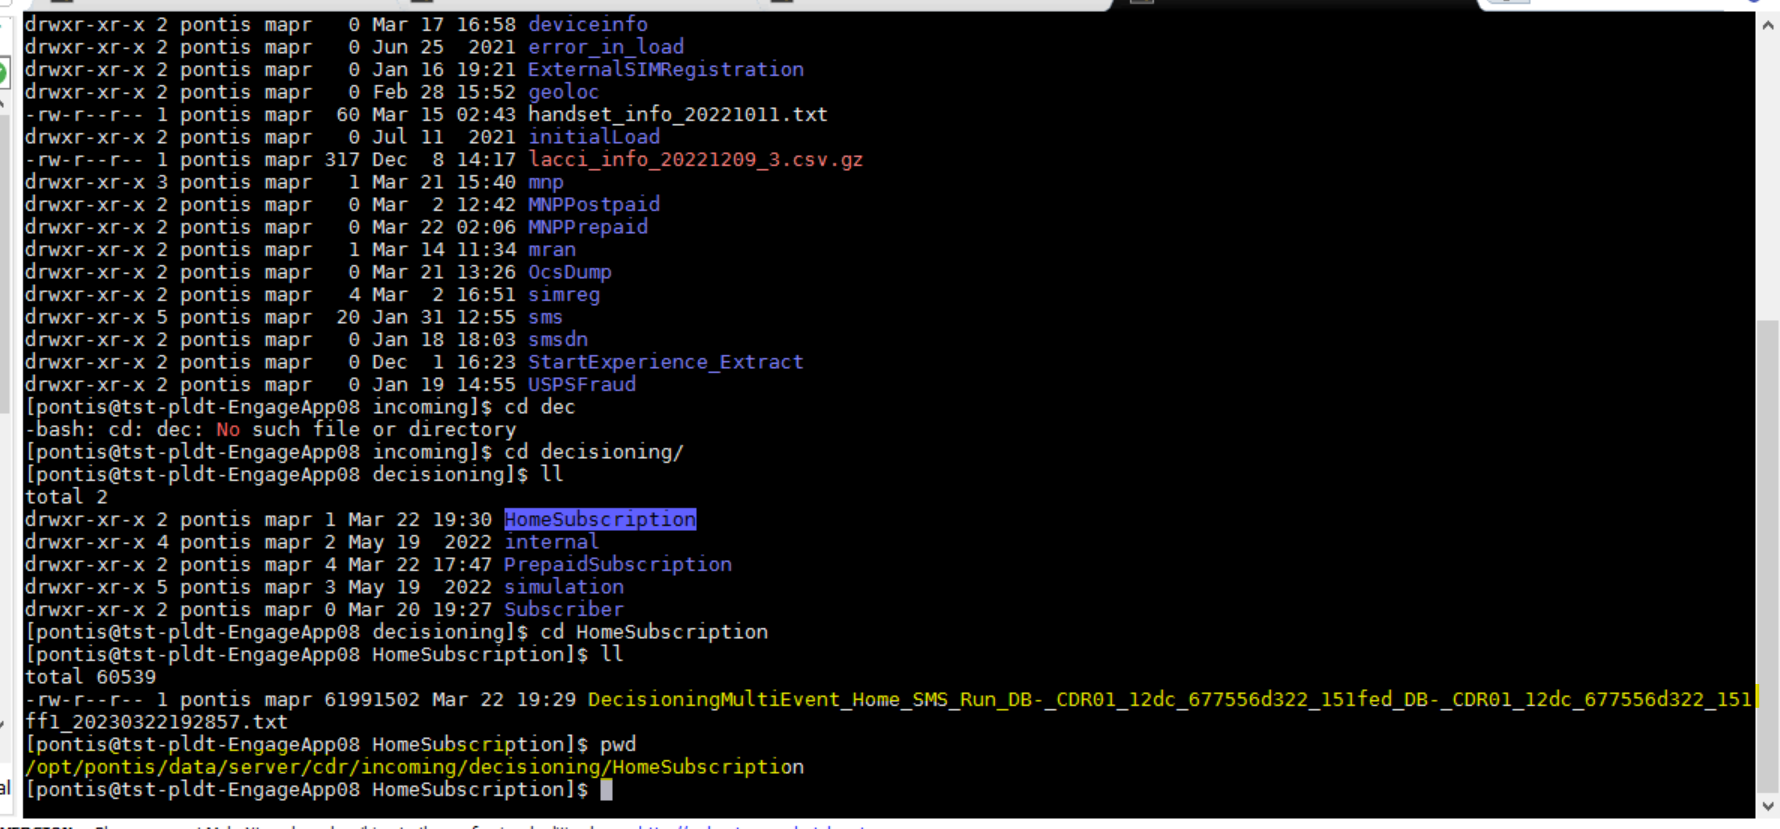 drwxr-xr-x 2 pontis mapr   0 Mar 17 16:58 deviceinfo
drwxr-xr-x 2 pontis mapr   0 Jun 25  2021 error_in_load
drwxr-xr-x 2 pontis mapr   0 Jan 16 19:21 ExternalSIMRegistration
drwxr-xr-x 2 pontis mapr   0 Feb 28 15:52 geoloc
-rw-r--r-- 1 pontis mapr  60 Mar 15 02:43 handset_info_20221011.txt
drwxr-xr-x 2 pontis mapr   0 Jul 11  2021 initialLoad
-rw-r--r-- 1 pontis mapr 317 Dec  8 14:17 lacci_info_20221209_3.csv.gz
drwxr-xr-x 3 pontis mapr   1 Mar 21 15:40 mnp
drwxr-xr-x 2 pontis mapr   0 Mar  2 12:42 MNPPostpaid
drwxr-xr-x 2 pontis mapr   0 Mar 22 02:06 MNPPrepaid
drwxr-xr-x 2 pontis mapr   1 Mar 14 11:34 mran
drwxr-xr-x 2 pontis mapr   0 Mar 21 13:26 OcsDump
drwxr-xr-x 2 pontis mapr   4 Mar  2 16:51 simreg
drwxr-xr-x 5 pontis mapr  20 Jan 31 12:55 sms
drwxr-xr-x 2 pontis mapr   0 Jan 18 18:03 smsdn
drwxr-xr-x 2 pontis mapr   0 Dec  1 16:23 StartExperience_Extract
drwxr-xr-x 2 pontis mapr   0 Jan 19 14:55 USPSFraud
[pontis@tst-pldt-EngageApp08 incoming]$ cd dec
-bash: cd: dec: No such file or directory
[pontis@tst-pldt-EngageApp08 incoming]$ cd decisioning/
[pontis@tst-pldt-EngageApp08 decisioning]$ ll
total 2
drwxr-xr-x 2 pontis mapr 1 Mar 22 19:30 HomeSubscription
drwxr-xr-x 4 pontis mapr 2 May 19  2022 internal
drwxr-xr-x 2 pontis mapr 4 Mar 22 17:47 PrepaidSubscription
drwxr-xr-x 5 pontis mapr 3 May 19  2022 simulation
drwxr-xr-x 2 pontis mapr 0 Mar 20 19:27 Subscriber
[pontis@tst-pldt-EngageApp08 decisioning]$ cd HomeSubscription
[pontis@tst-pldt-EngageApp08 HomeSubscription]$ ll
total 60539
-rw-r--r-- 1 pontis mapr 61991502 Mar 22 19:29 DecisioningMultiEvent_Home_SMS_Run_DB-_CDR01_12dc_677556d322_151fed_DB-_CDR01_12dc_677556d322_151
ff1_20230322192857.txt
[pontis@tst-pldt-EngageApp08 HomeSubscription]$ pwd
/opt/pontis/data/server/cdr/incoming/decisioning/HomeSubscription
[pontis@tst-pldt-EngageApp08 HomeSubscription]$